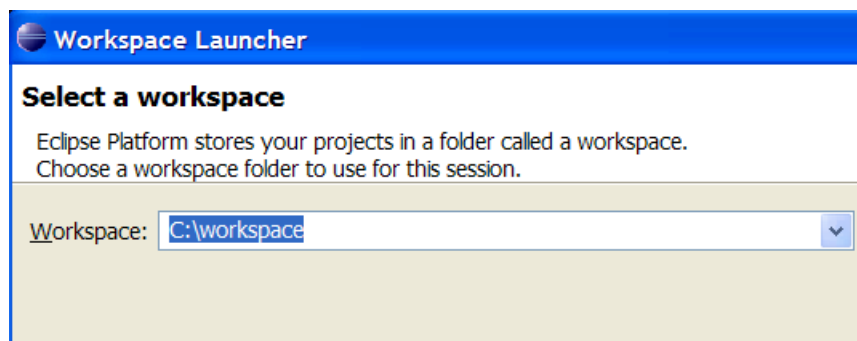 Workspace Launcher
Select a workspace
Eclipse Platform stores your projects in a folder called a workspace.
Choose a workspace folder to use for this session.
Workspace: C:\workspace